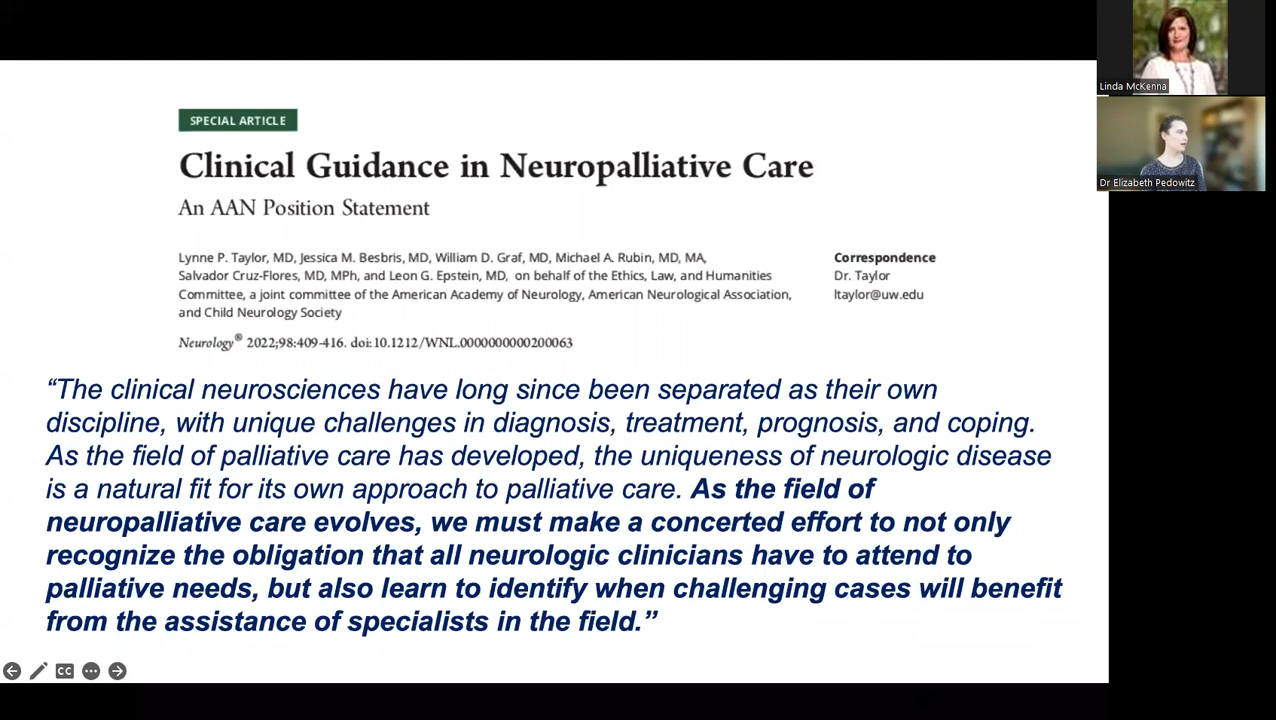 SPECIAL ARTICLE
Clinical Guidance in Neuropalliative Care
An AAN Position Statement
Lynne P. Taylor, MD, Jessica M. Besbris, MD, William D. Graf, MD, Michael A. Rubin, MD, MA,
Salvador Cruz-Flores, MD, MPh, and Leon G. Epstein, MD, on behalf of the Ethics, Law, and Humanities
Committee, a joint committee of the American Academy of Neurology, American Neurological Association,
and Child Neurology Society
Correspondence
Dr. Taylor
ltaylor@uw.edu
Neurology® 2022;98:409-416. doi:10.1212/WNL.0000000000200063
“The clinical neurosciences have long since been separated as their own
discipline, with unique challenges in diagnosis, treatment, prognosis, and coping.
As the field of palliative care has developed, the uniqueness of neurologic disease
is a natural fit for its own approach to palliative care. As the field of
neuropalliative care evolves, we must make a concerted effort to not only
recognize the obligation that all neurologic clinicians have to attend to
palliative needs, but also learn to identify when challenging cases will benefit
from the assistance of specialists in the field.”
CC
Linda McKenna
Dr Elizabeth Pedowitz